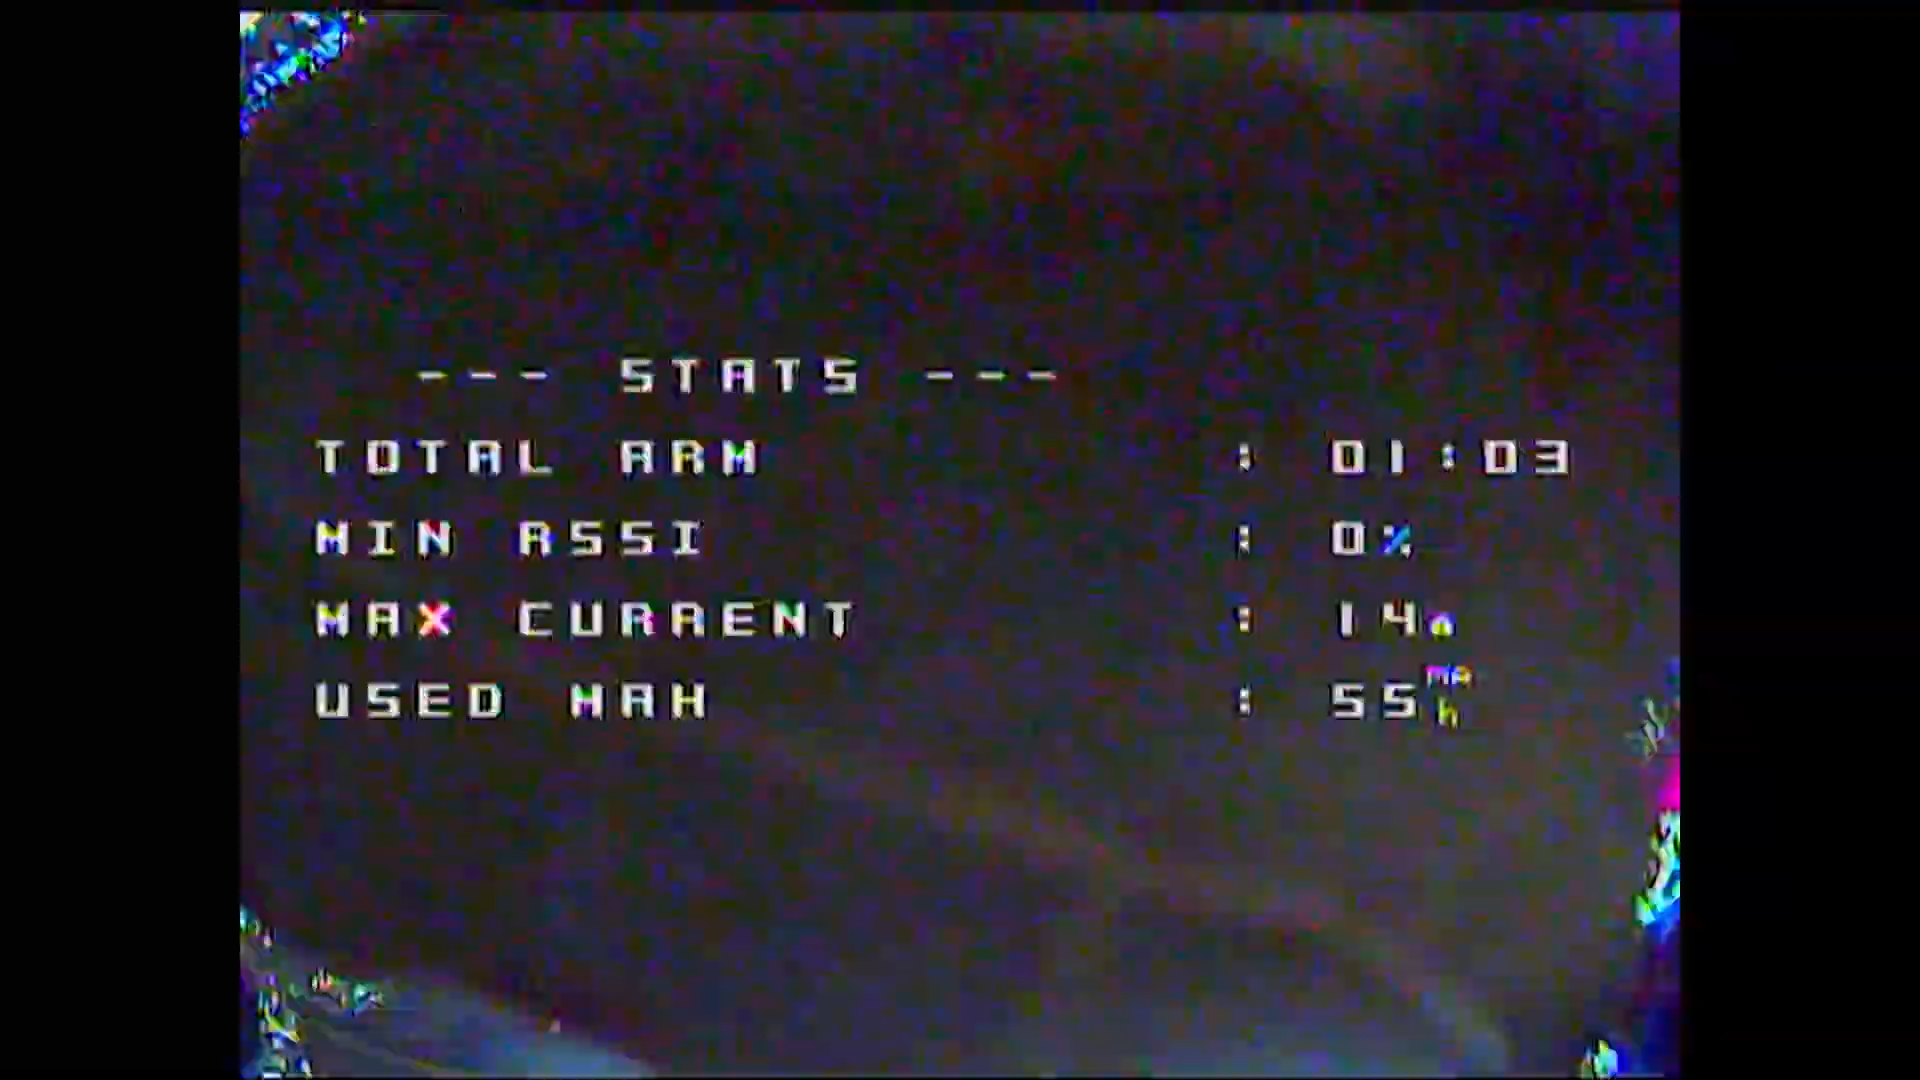 --- STATS ---
TOTAL ARM : 01:03
MIN RSSI : 0%
MAX CURRENT : 14A
USED MAH : 55mAh